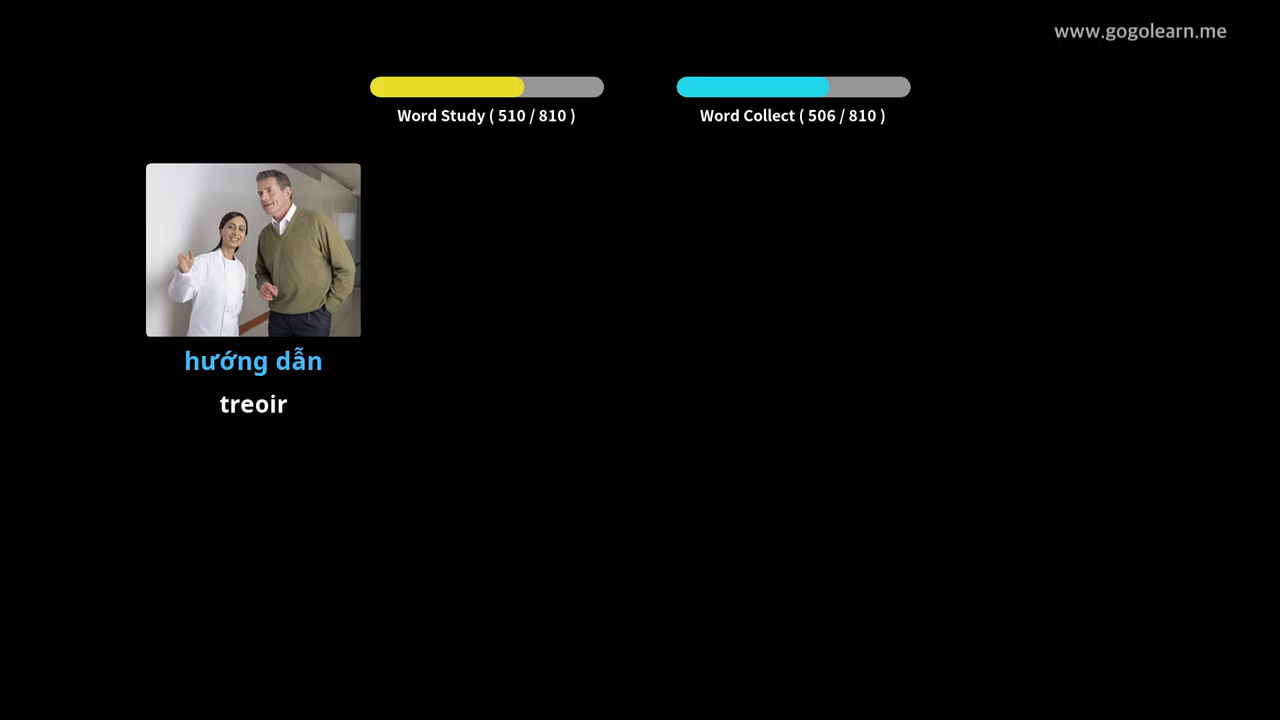 www.gogolearn.me
Word Study ( 510 / 810 )
Word Collect ( 506 / 810 )
hướng dẫn
treoir